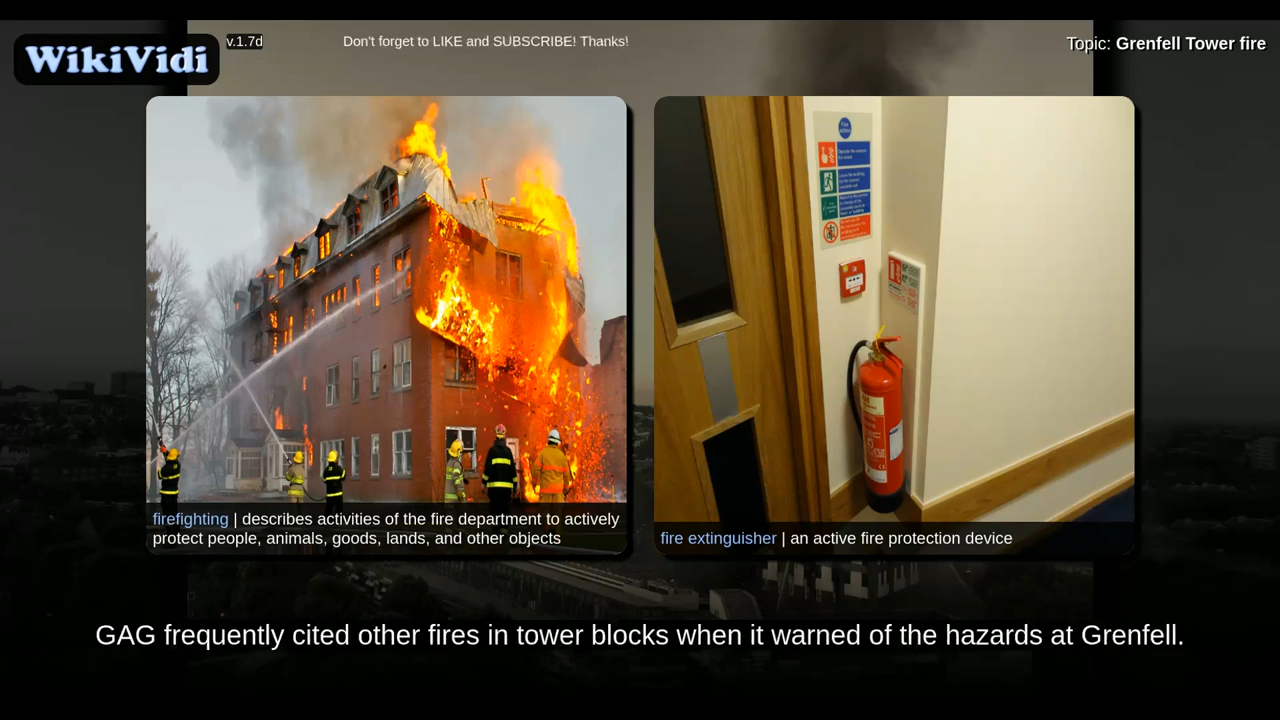 WikiVidi
v.1.7d
Don't forget to LIKE and SUBSCRIBE! Thanks!
Topic: Grenfell Tower fire
firefighting | describes activities of the fire department to actively
protect people, animals, goods, lands, and other objects
fire extinguisher | an active fire protection device
GAG frequently cited other fires in tower blocks when it warned of the hazards at Grenfell.